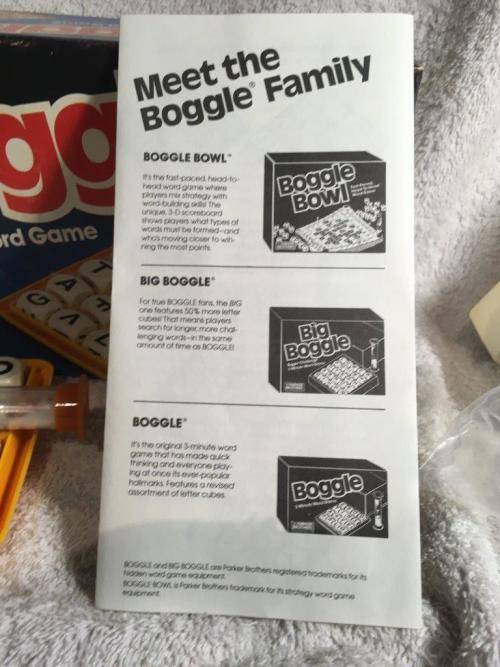 Meet the
Boggle® Family
BOGGLE BOWL™
It's the fast-paced, head-to-
head word game where
players mix strategy with
word-building skills! The
unique, 3-D scoreboard
shows players what types of
words must be formed—and
who's moving closer to win-
ning the most points.
Boggle
Bowl
BIG BOGGLE®
For true BOGGLE fans, the BIG
one features 50% more letter
cubes! That means players
search for longer, more chal-
lenging words—in the same
amount of time as BOGGLE!
Big
Boggle
BOGGLE®
It's the original 3-minute word
game that has made quick
thinking and everyone play-
ing at once its ever-popular
hallmarks. Features a revised
assortment of letter cubes.
Boggle
3-Minute Word Game
BOGGLE and BIG BOGGLE are Parker Brothers registered trademarks for its
hidden word game equipment.
BOGGLE BOWL is Parker Brothers trademark for its strategy word game
equipment.
gg
rd Game